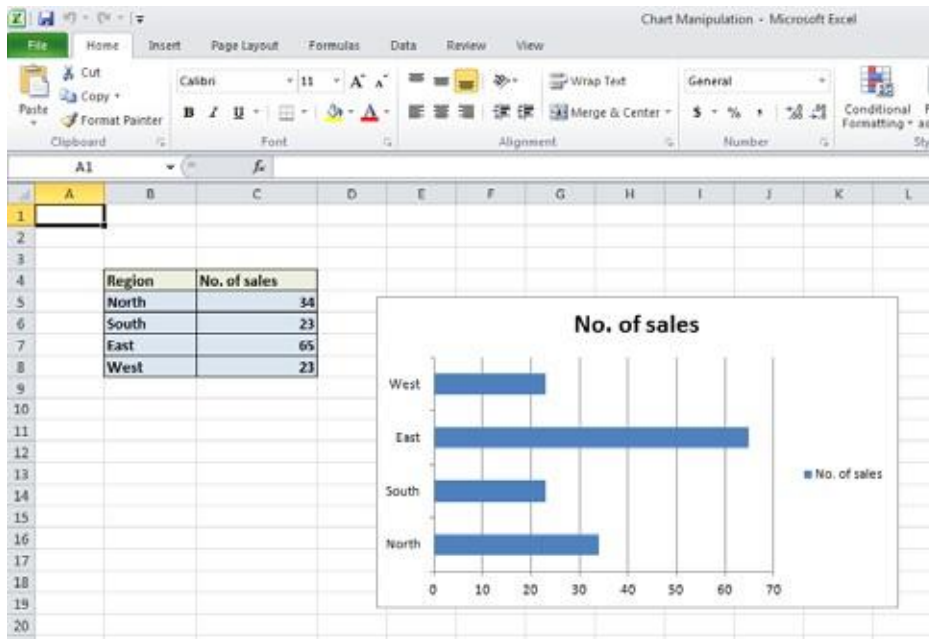 Chart Manipulation - Microsoft Excel
File Home Insert Page Layout Formulas Data Review View
Cut
Copy
Format Painter
Paste
Clipboard
Calibri 11 A A
B I U A
Font
Wrap Text
Merge & Center
Alignment
General
$ % ,
Number
Conditional
Formatting
A1 fx
A B C D E F G H I J K L
1
2
3
4 Region No. of sales
5 North 34
6 South 23
7 East 65
8 West 23
9
10
11
12
13
14
15
16
17
18
19
20
No. of sales
West
East
South
North
0 10 20 30 40 50 60 70
No. of sales